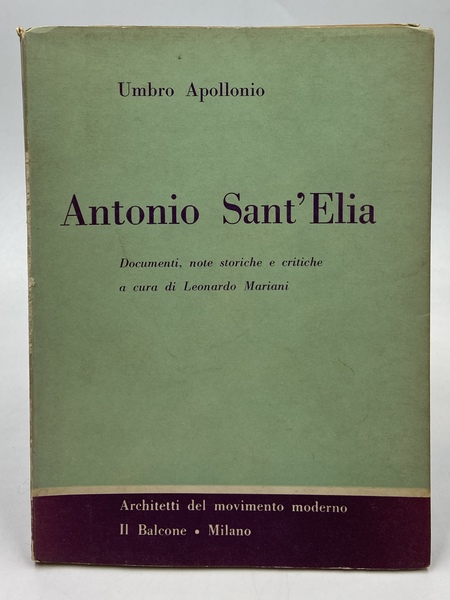 Umbro Apollonio
Antonio Sant'Elia
Documenti, note storiche e critiche
a cura di Leonardo Mariani
Architetti del movimento moderno
Il Balcone • Milano